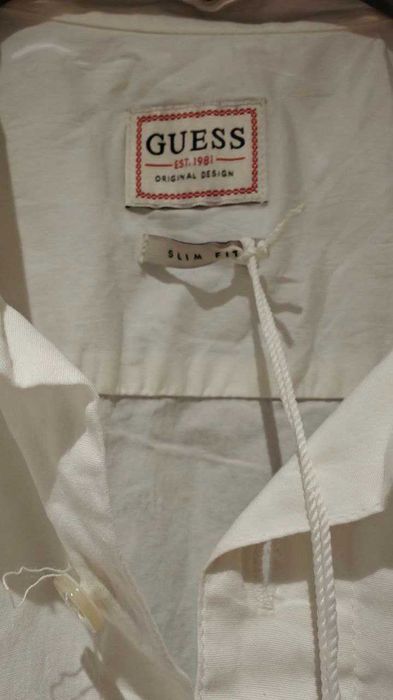 GUESS
EST. 1981
ORIGINAL DESIGN
SLIM FIT